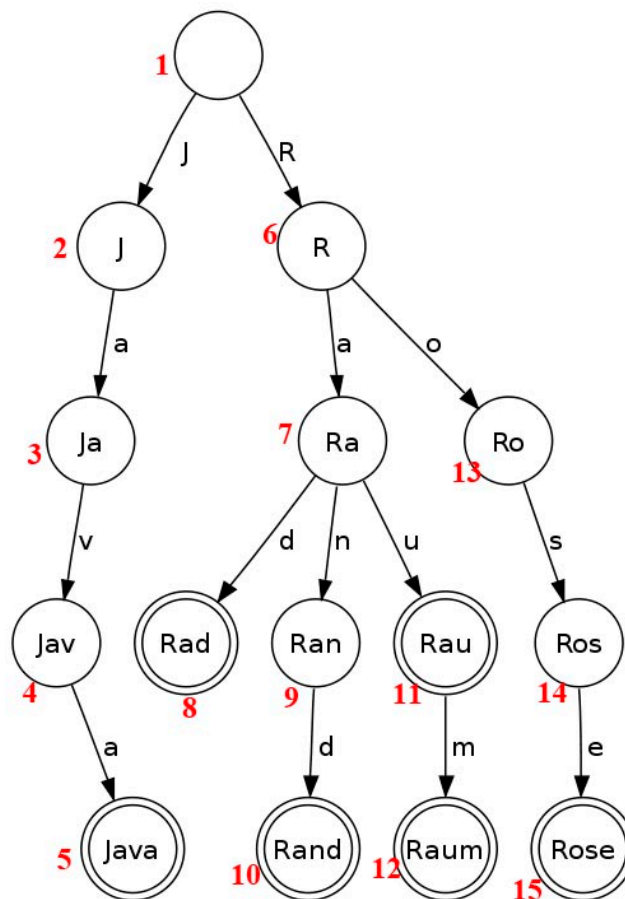 1
J R
2 J 6 R
a a o
3 Ja 7 Ra 13 Ro
v d n u s
Jav Rad Ran Rau Ros
4 8 9 11 14
a d m e
5 Java 10 Rand 12 Raum 15 Rose